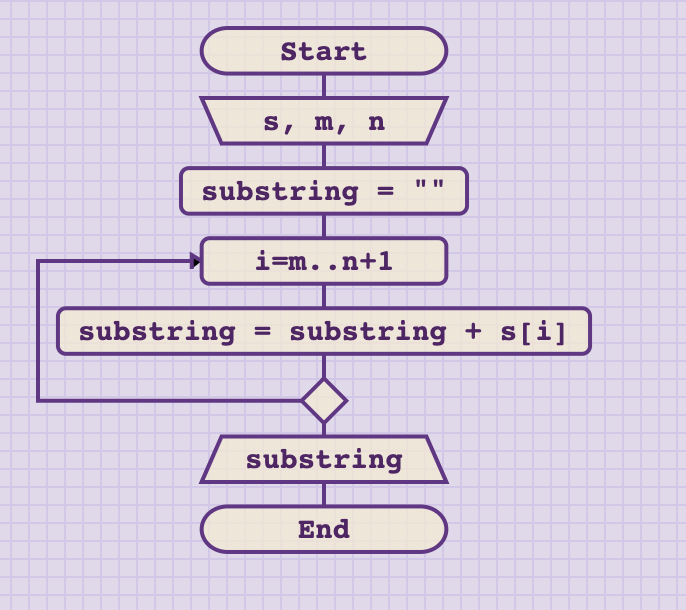 Start
s, m, n
substring = ""
i=m..n+1
substring = substring + s[i]
substring
End